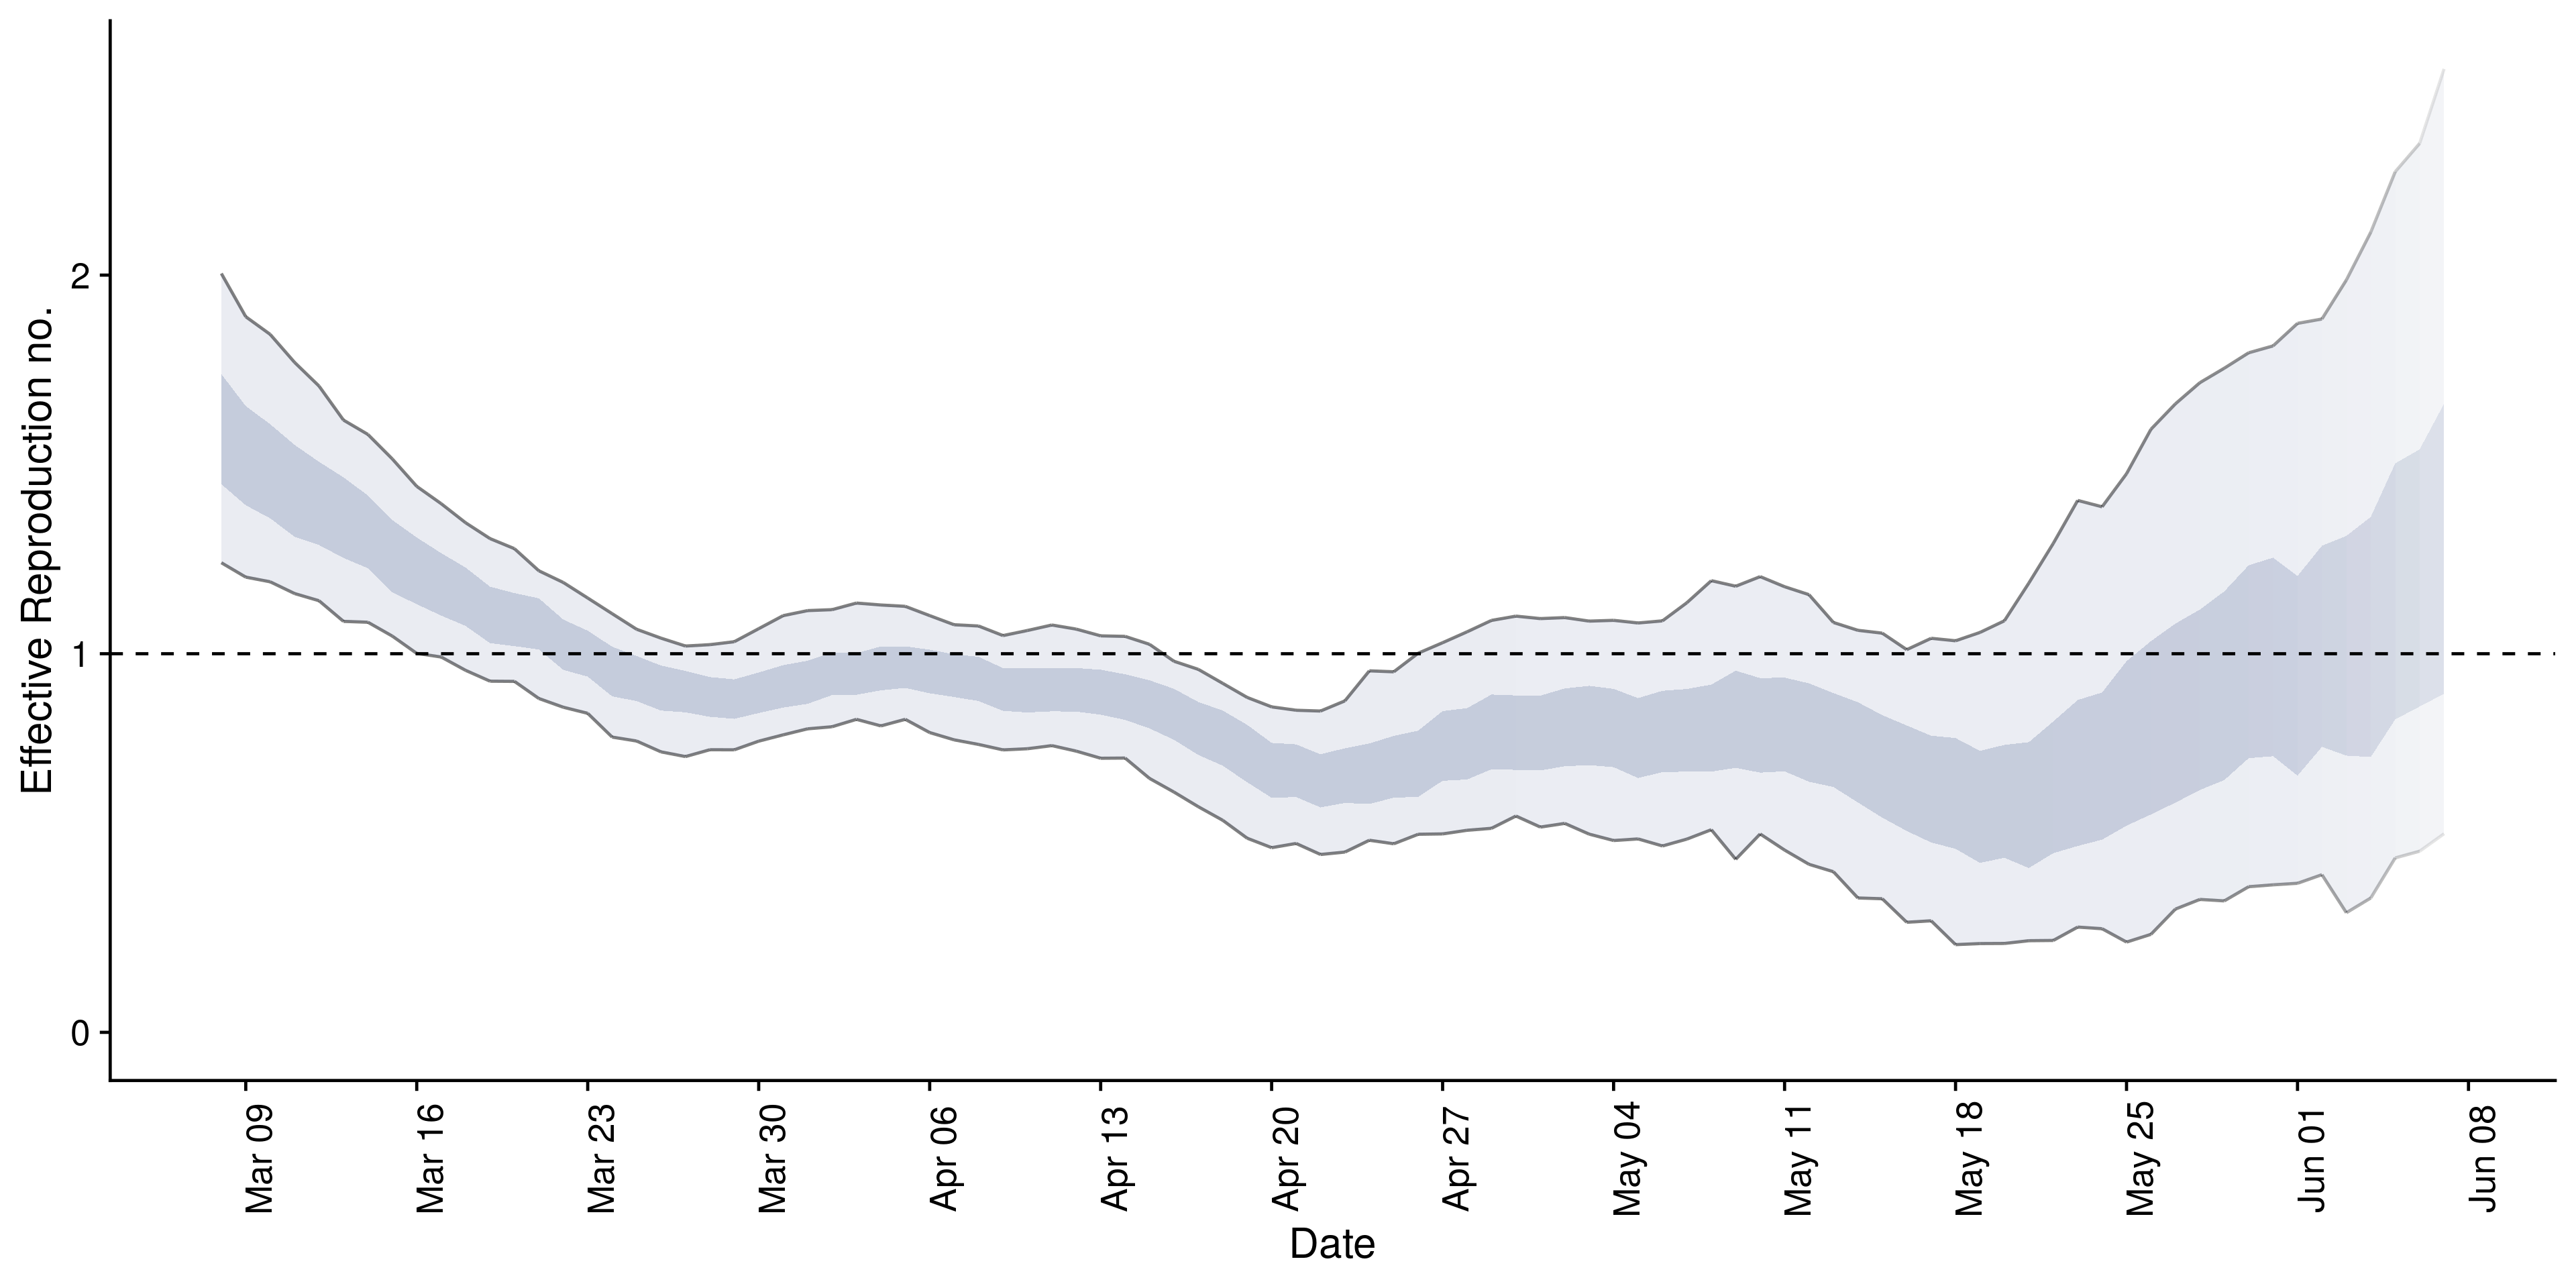 Effective Reproduction no.
2
1
0
Mar 09
Mar 16
Mar 23
Mar 30
Apr 06
Apr 13
Apr 20
Apr 27
May 04
May 11
May 18
May 25
Jun 01
Jun 08
Date